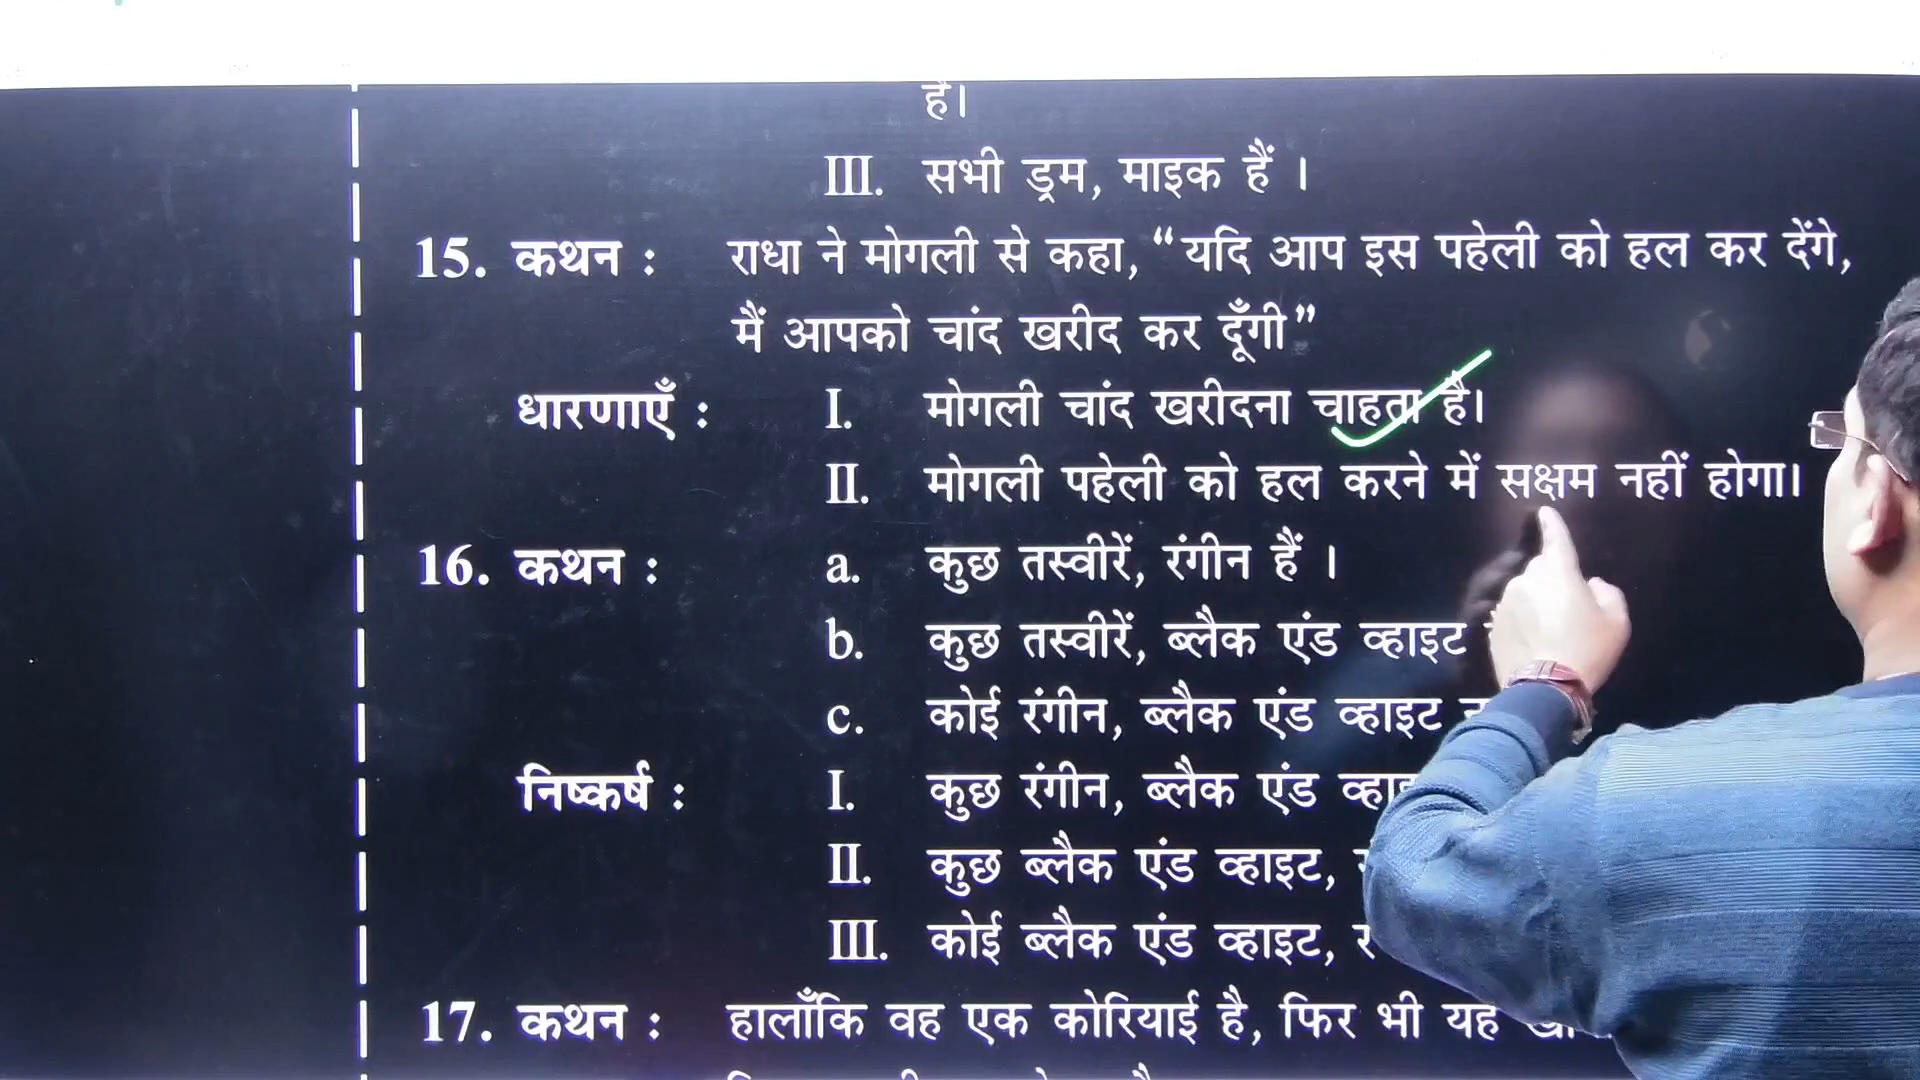 है।
III. सभी ड्रम, माइक हैं ।
15. कथन : राधा ने मोगली से कहा, “यदि आप इस पहेली को हल कर देंगे,
मैं आपको चांद खरीद कर दूँगी”
धारणाएँ : I. मोगली चांद खरीदना चाहता है।
II. मोगली पहेली को हल करने में सक्षम नहीं होगा।
16. कथन : a. कुछ तस्वीरें, रंगीन हैं ।
b. कुछ तस्वीरें, ब्लैक एंड व्हाइट
c. कोई रंगीन, ब्लैक एंड व्हाइट
निष्कर्ष : I. कुछ रंगीन, ब्लैक एंड
II. कुछ ब्लैक एंड व्हाइट,
III. कोई ब्लैक एंड व्हाइट,
17. कथन : हालाँकि वह एक कोरियाई है, फिर भी यह